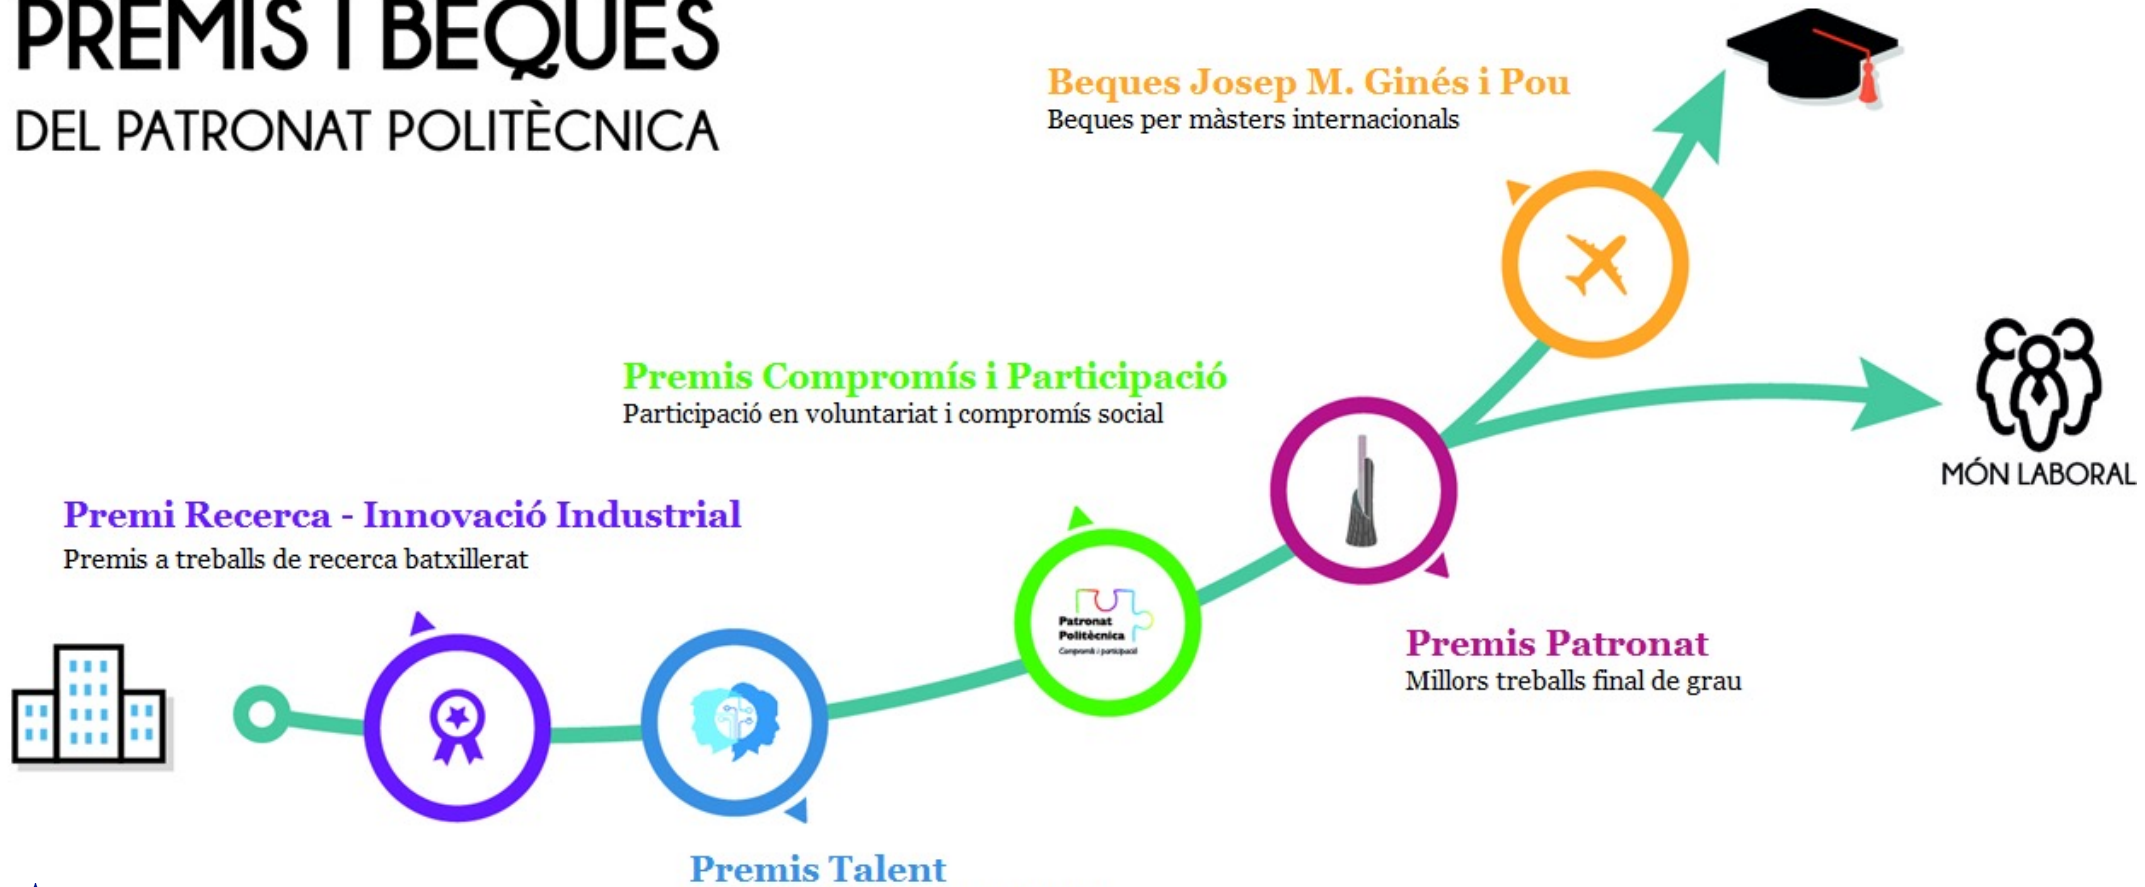 PREMIS I BEQUES
DEL PATRONAT POLITÈCNICA
Beques Josep M. Ginés i Pou
Beques per màsters internacionals
Premis Compromís i Participació
Participació en voluntariat i compromís social
MÓN LABORAL
Premi Recerca - Innovació Industrial
Premis a treballs de recerca batxillerat
Patronat
Politècnica
Compromís i participació
Premis Patronat
Millors treballs final de grau
Premis Talent